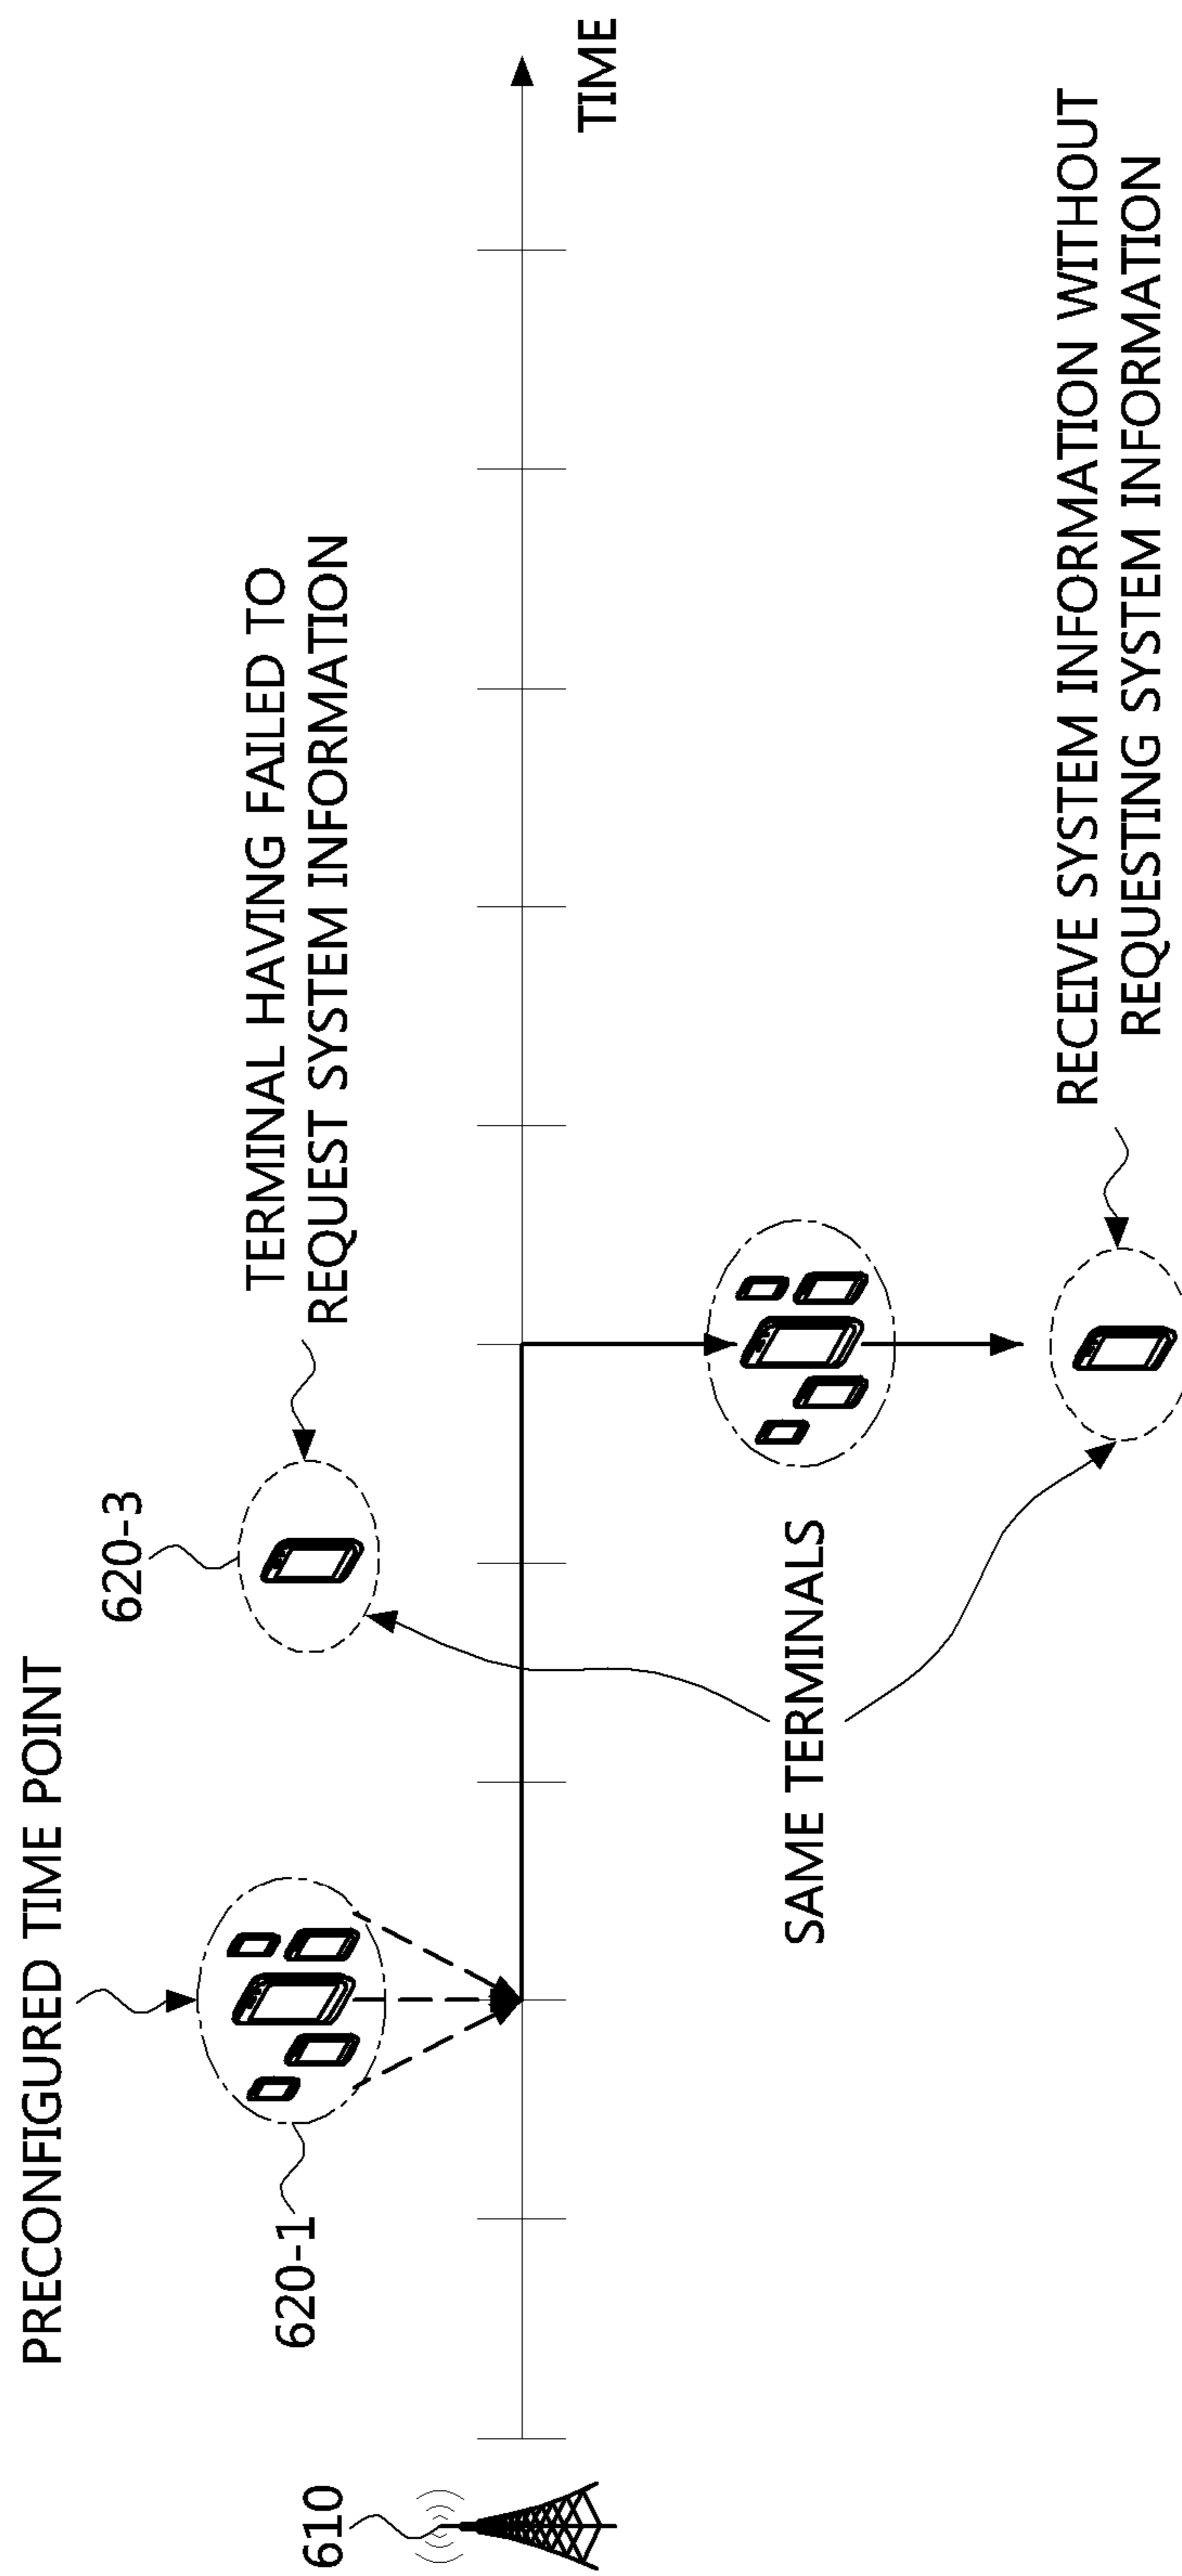 PRECONFIGURED TIME POINT
620-3
TERMINAL HAVING FAILED TO
REQUEST SYSTEM INFORMATION
620-1
610
TIME
SAME TERMINALS
RECEIVE SYSTEM INFORMATION WITHOUT
REQUESTING SYSTEM INFORMATION